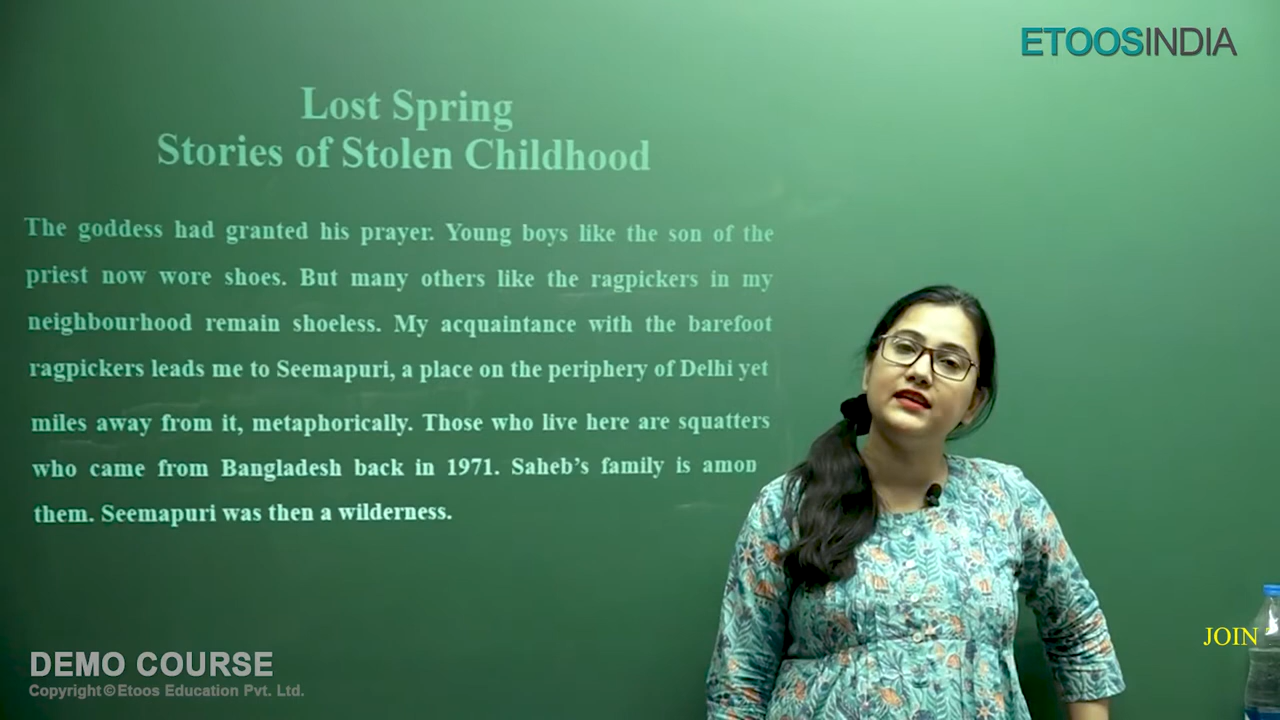 ETOOSINDIA
Lost Spring
Stories of Stolen Childhood
The goddess had granted his prayer. Young boys like the son of the
priest now wore shoes. But many others like the ragpickers in my
neighbourhood remain shoeless. My acquaintance with the barefoot
ragpickers leads me to Seemapuri, a place on the periphery of Delhi yet
miles away from it, metaphorically. Those who live here are squatters
who came from Bangladesh back in 1971. Saheb’s family is amon
them. Seemapuri was then a wilderness.
JOIN
DEMO COURSE
Copyright © Etoos Education Pvt. Ltd.